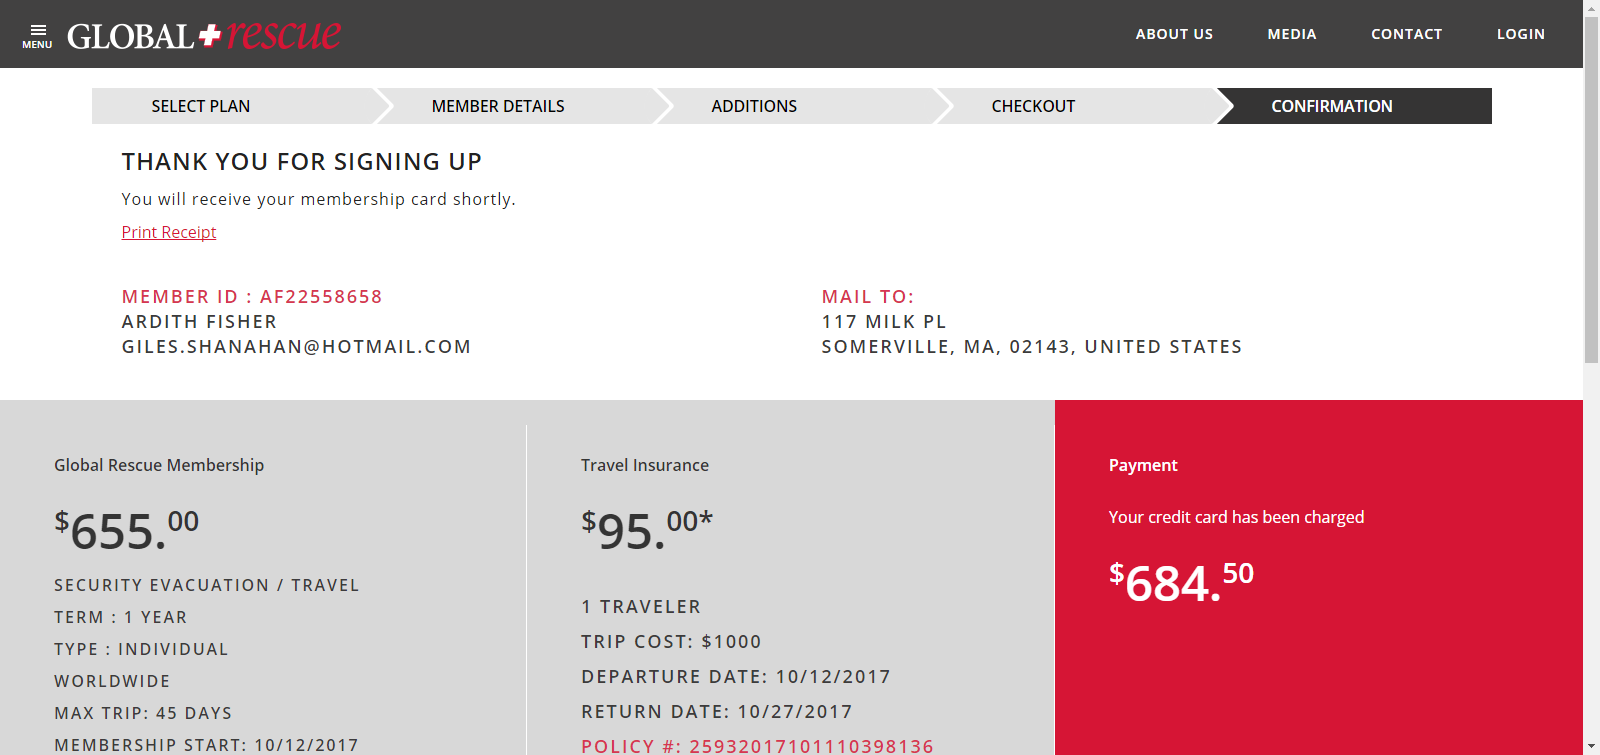 MENU
GLOBAL rescue
ABOUT US
MEDIA
CONTACT
LOGIN
SELECT PLAN
MEMBER DETAILS
ADDITIONS
CHECKOUT
CONFIRMATION
THANK YOU FOR SIGNING UP
You will receive your membership card shortly.
Print Receipt
MEMBER ID : AF22558658
ARDITH FISHER
GILES.SHANAHAN@HOTMAIL.COM
MAIL TO:
117 MILK PL
SOMERVILLE, MA, 02143, UNITED STATES
Global Rescue Membership
$655.00
SECURITY EVACUATION / TRAVEL
TERM : 1 YEAR
TYPE : INDIVIDUAL
WORLDWIDE
MAX TRIP: 45 DAYS
MEMBERSHIP START: 10/12/2017
Travel Insurance
$95.00*
1 TRAVELER
TRIP COST: $1000
DEPARTURE DATE: 10/12/2017
RETURN DATE: 10/27/2017
POLICY #: 25932017101110398136
Payment
Your credit card has been charged
$684.50